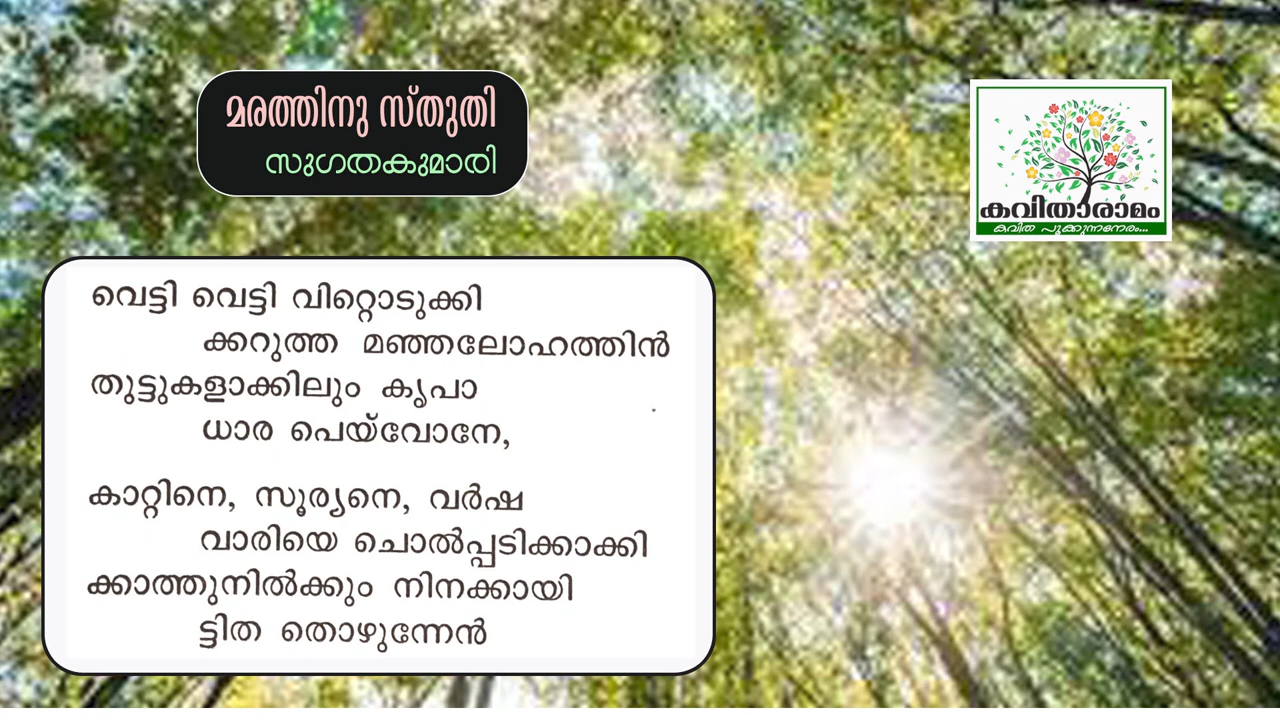 മരത്തിനു സ്തുതി
സുഗതകുമാരി
കവിതാരാമം
കവിത പൂക്കുന്നനേരം...
വെട്ടി വെട്ടി വിറ്റൊടുക്കി
ക്കറുത്ത മഞ്ഞലോഹത്തിൻ
തുട്ടുകളാക്കിലും കൃപാ
ധാര പെയ്‌വോനേ,
കാറ്റിനെ, സൂര്യനെ, വർഷ
വാരിയെ ചൊൽപ്പടിക്കാക്കി
ക്കാത്തുനിൽക്കും നിനക്കായി
ട്ടിത തൊഴുന്നേൻ